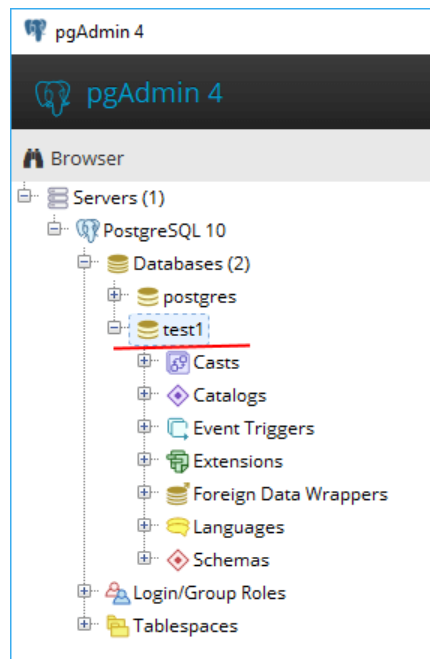 pgAdmin 4
pgAdmin 4
Browser
Servers (1)
PostgreSQL 10
Databases (2)
postgres
test1
Casts
Catalogs
Event Triggers
Extensions
Foreign Data Wrappers
Languages
Schemas
Login/Group Roles
Tablespaces